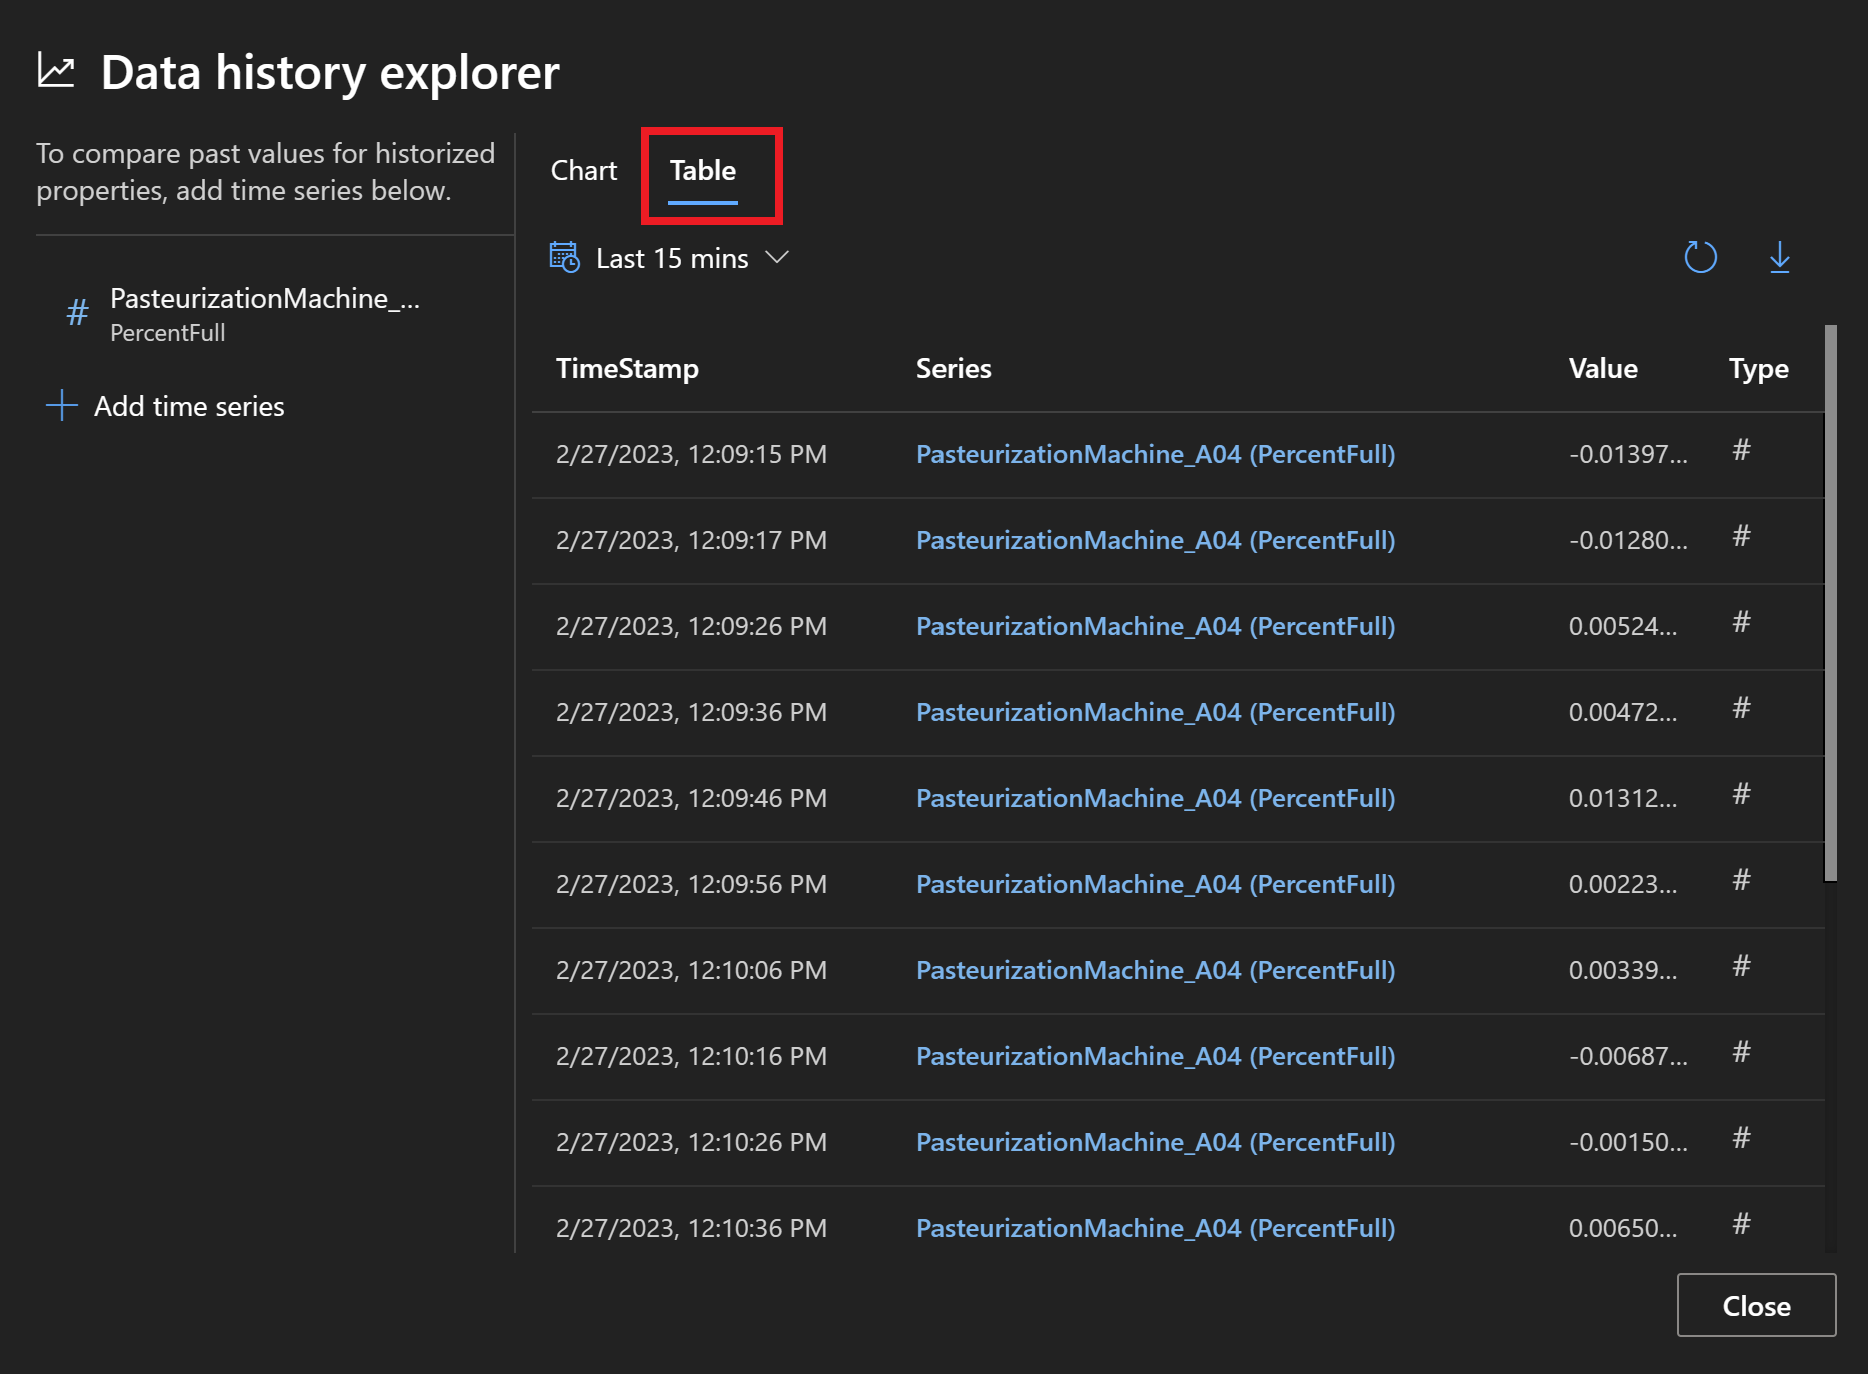 Data history explorer
To compare past values for historized
properties, add time series below.
# PasteurizationMachine_...
PercentFull
Add time series
Chart Table
Last 15 mins
TimeStamp Series Value Type
2/27/2023, 12:09:15 PM PasteurizationMachine_A04 (PercentFull) -0.01397... #
2/27/2023, 12:09:17 PM PasteurizationMachine_A04 (PercentFull) -0.01280... #
2/27/2023, 12:09:26 PM PasteurizationMachine_A04 (PercentFull) 0.00524... #
2/27/2023, 12:09:36 PM PasteurizationMachine_A04 (PercentFull) 0.00472... #
2/27/2023, 12:09:46 PM PasteurizationMachine_A04 (PercentFull) 0.01312... #
2/27/2023, 12:09:56 PM PasteurizationMachine_A04 (PercentFull) 0.00223... #
2/27/2023, 12:10:06 PM PasteurizationMachine_A04 (PercentFull) 0.00339... #
2/27/2023, 12:10:16 PM PasteurizationMachine_A04 (PercentFull) -0.00687... #
2/27/2023, 12:10:26 PM PasteurizationMachine_A04 (PercentFull) -0.00150... #
2/27/2023, 12:10:36 PM PasteurizationMachine_A04 (PercentFull) 0.00650... #
Close